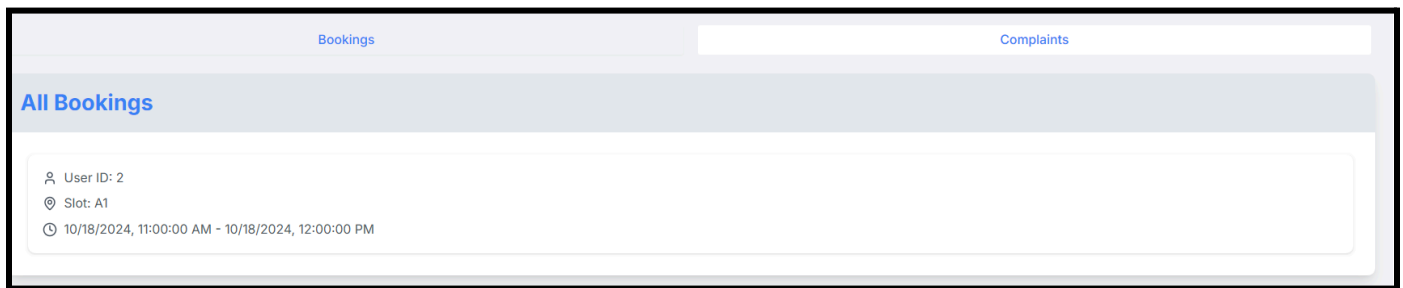 Bookings
Complaints
All Bookings
User ID: 2
Slot: A1
10/18/2024, 11:00:00 AM - 10/18/2024, 12:00:00 PM